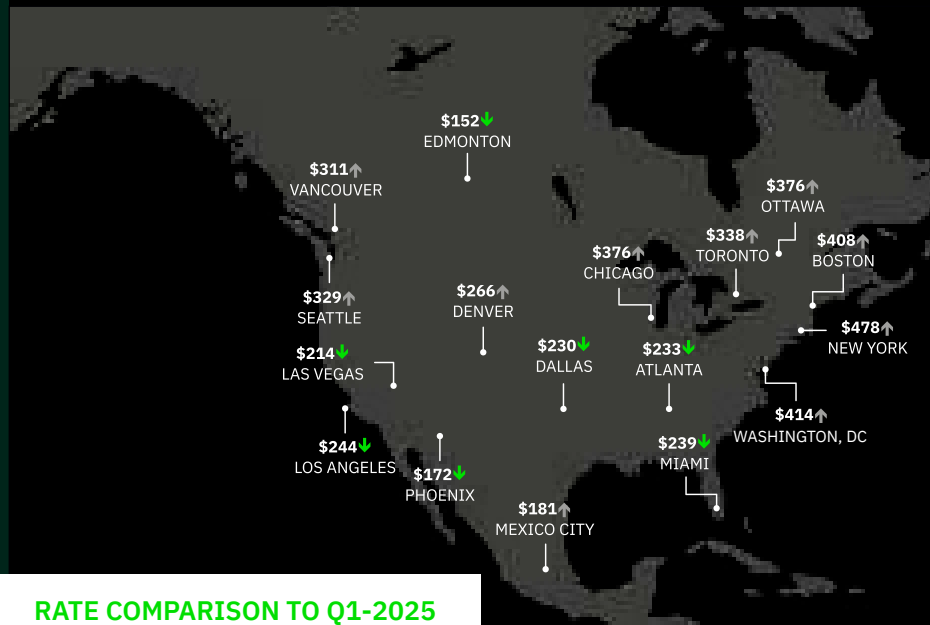 $152
EDMONTON
$311
VANCOUVER
$376
OTTAWA
$338
TORONTO
$408
BOSTON
$376
CHICAGO
$329
SEATTLE
$266
DENVER
$478
NEW YORK
$214
LAS VEGAS
$230
DALLAS
$233
ATLANTA
$414
WASHINGTON, DC
$244
LOS ANGELES
$239
MIAMI
$172
PHOENIX
$181
MEXICO CITY
RATE COMPARISON TO Q1-2025